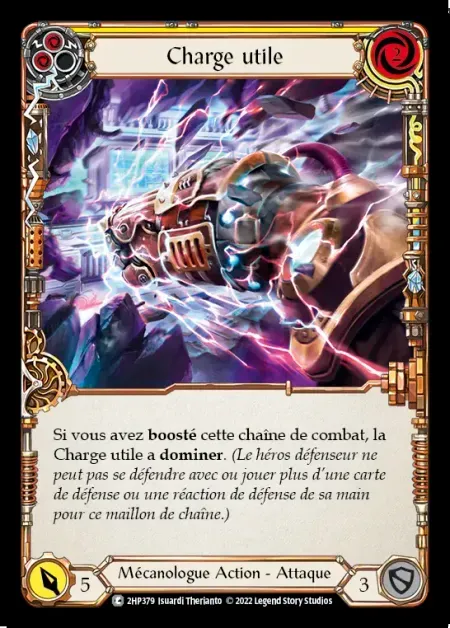 Charge utile
2
Si vous avez boosté cette chaîne de combat, la
Charge utile a dominer. (Le héros défenseur ne
peut pas se défendre avec ou jouer plus d'une carte
de défense ou une réaction de défense de sa main
pour ce maillon de chaîne.)
5
Mécanologue Action - Attaque
3
C 2HP379 Isuardi Therianto © 2022 Legend Story Studios